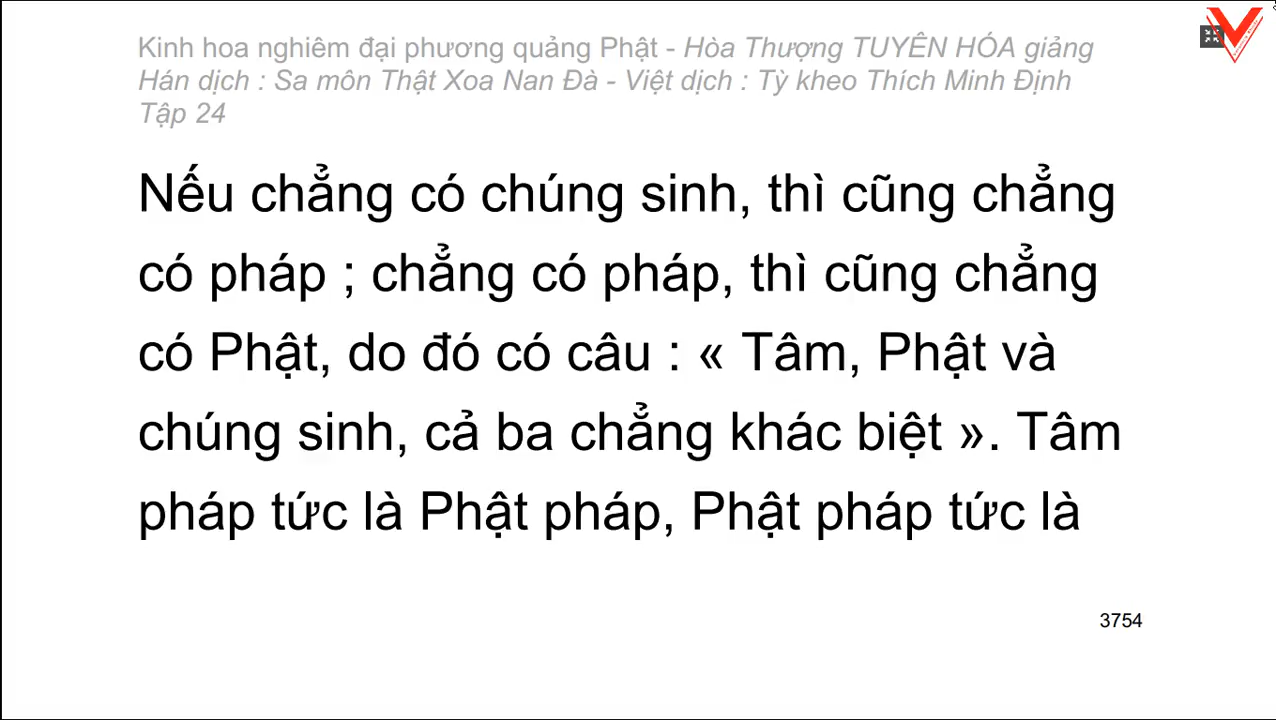 Kinh hoa nghiêm đại phương quảng Phật - Hòa Thượng TUYÊN HÓA giảng
Hán dịch : Sa môn Thật Xoa Nan Đà - Việt dịch : Tỳ kheo Thích Minh Định
Tập 24
Nếu chẳng có chúng sinh, thì cũng chẳng
có pháp ; chẳng có pháp, thì cũng chẳng
có Phật, do đó có câu : « Tâm, Phật và
chúng sinh, cả ba chẳng khác biệt ». Tâm
pháp tức là Phật pháp, Phật pháp tức là
3754